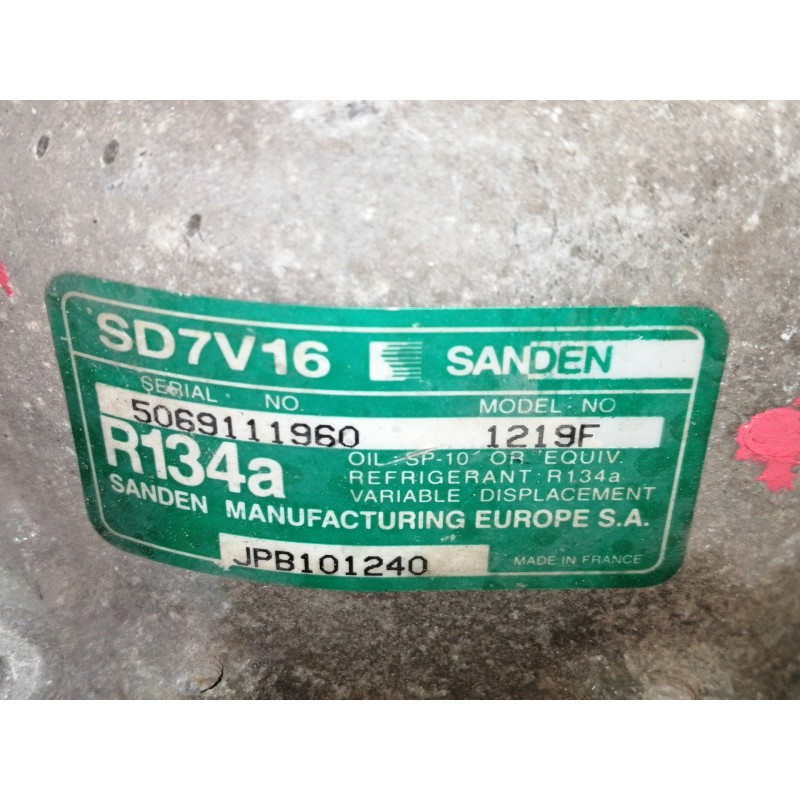 SD7V16 SANDEN
SERIAL NO. MODEL NO
5069111960 1219F
R134a OIL : SP-10 OR EQUIV.
REFRIGERANT : R134a
VARIABLE DISPLACEMENT
SANDEN MANUFACTURING EUROPE S.A.
JPB101240 MADE IN FRANCE